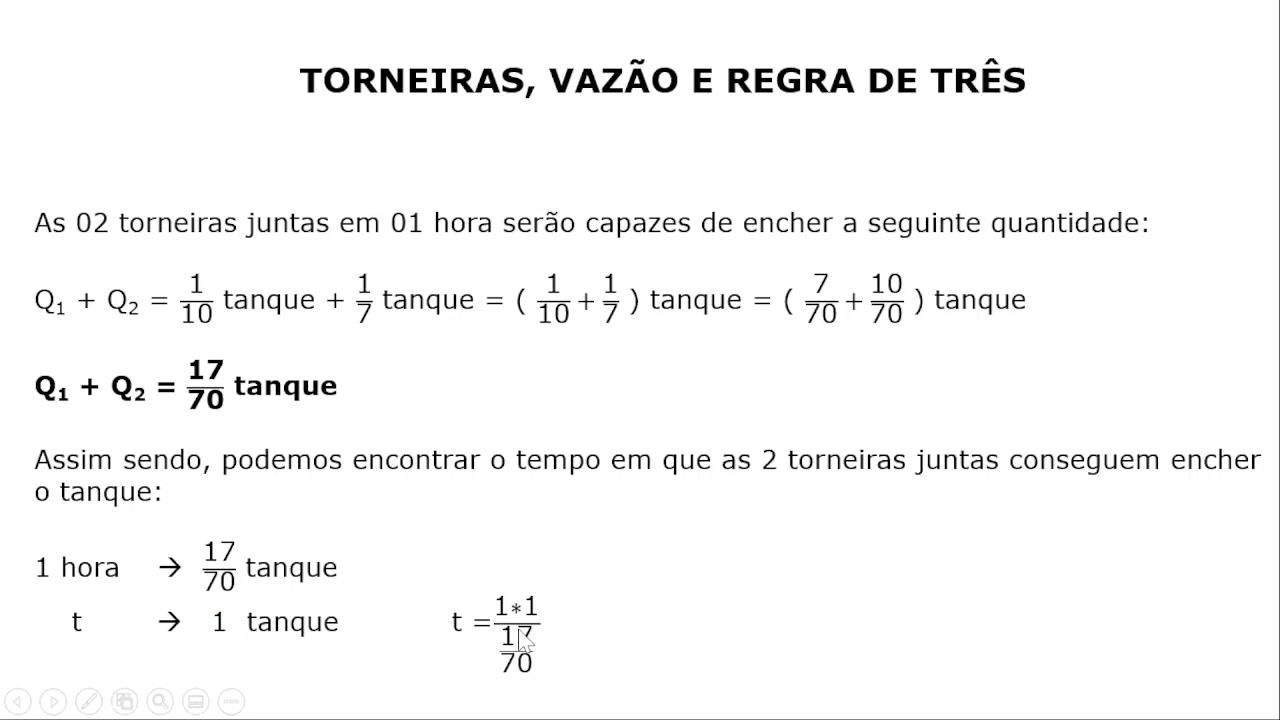 TORNEIRAS, VAZÃO E REGRA DE TRÊS
As 02 torneiras juntas em 01 hora serão capazes de encher a seguinte quantidade:
Q₁ + Q₂ = 1/10 tanque + 1/7 tanque = ( 1/10 + 1/7 ) tanque = ( 7/70 + 10/70 ) tanque
Q₁ + Q₂ = 17/70 tanque
Assim sendo, podemos encontrar o tempo em que as 2 torneiras juntas conseguem encher
o tanque:
1 hora → 17/70 tanque
t → 1 tanque t = 1*1/(17/70)